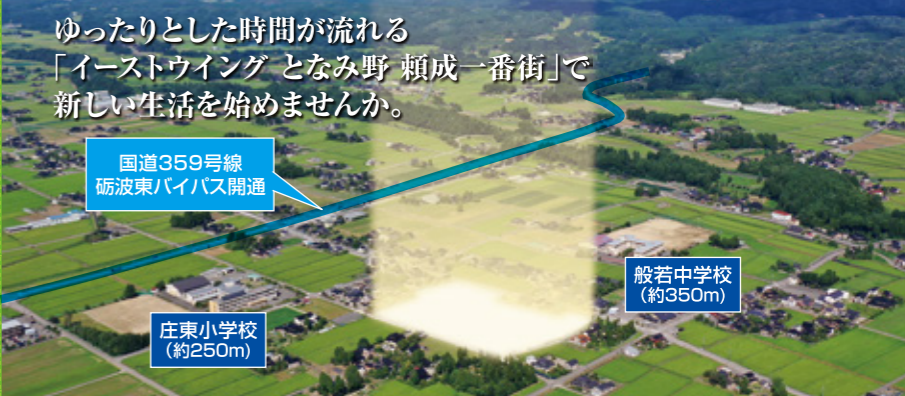 ゆったりとした時間が流れる
「イーストウイング となみ野 頼成一番街」で
新しい生活を始めませんか。
国道359号線
砺波東バイパス開通
般若中学校
（約350m）
庄東小学校
（約250m）